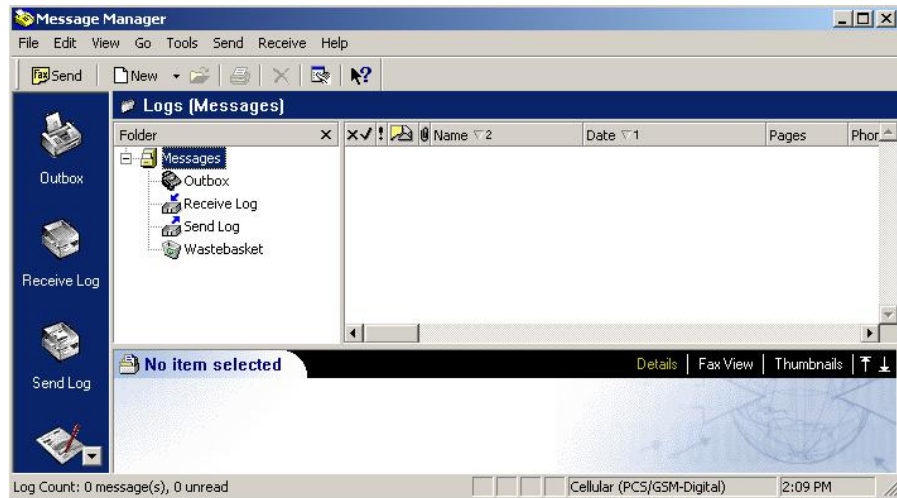 Message Manager
File Edit View Go Tools Send Receive Help
Fax Send New
Logs (Messages)
Folder
Name 2 Date 1 Pages Phor
Messages
Outbox
Receive Log
Send Log
Wastebasket
Outbox
Receive Log
Send Log
No item selected
Details Fax View Thumbnails
Log Count: 0 message(s), 0 unread
Cellular (PCS/GSM-Digital)
2:09 PM